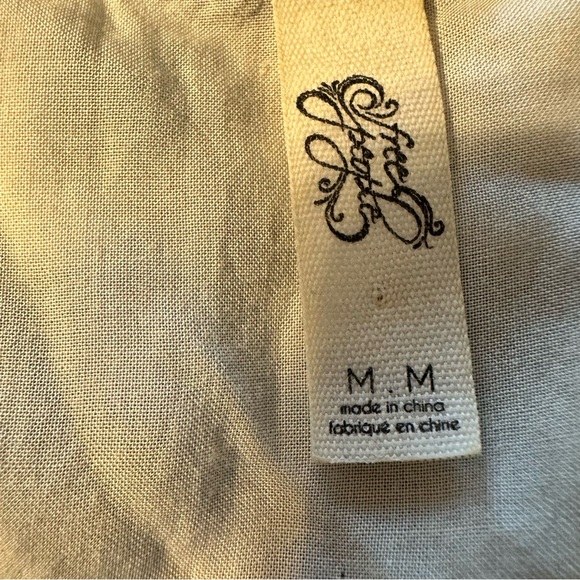 free
people
M . M
made in china
fabriqué en chine